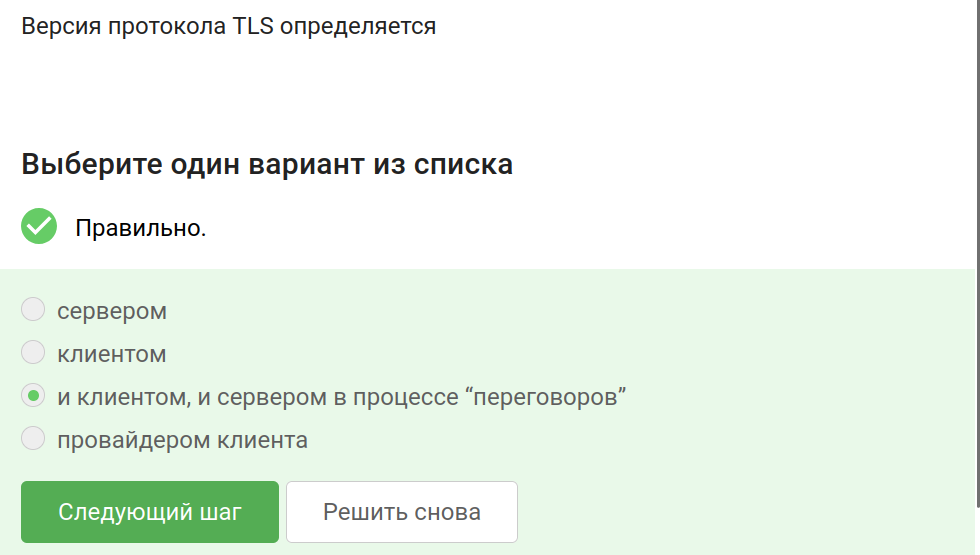 Версия протокола TLS определяется
Выберите один вариант из списка
Правильно.
сервером
клиентом
и клиентом, и сервером в процессе “переговоров”
провайдером клиента
Следующий шаг
Решить снова